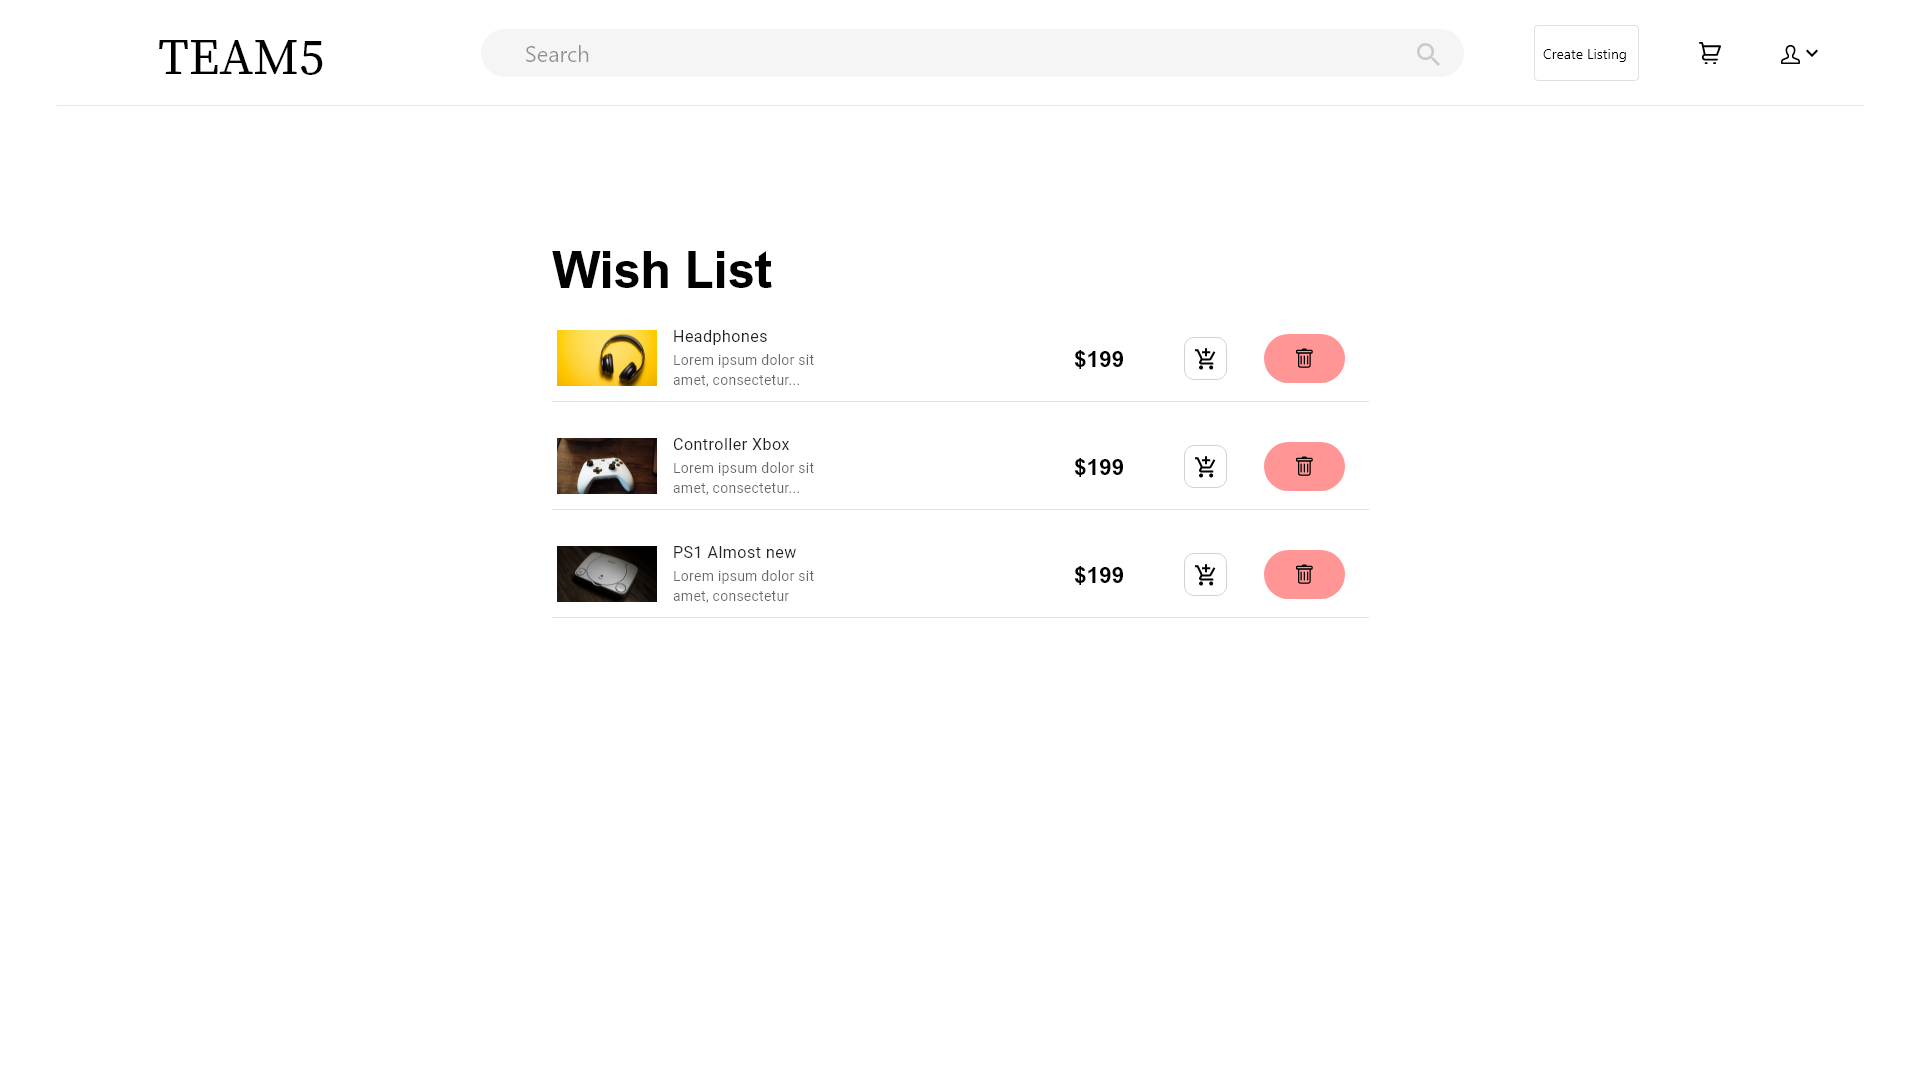 TEAM5
Search
Create Listing
Wish List
Headphones
Lorem ipsum dolor sit
amet, consectetur...
$199
Controller Xbox
Lorem ipsum dolor sit
amet, consectetur...
$199
PS1 Almost new
Lorem ipsum dolor sit
amet, consectetur
$199